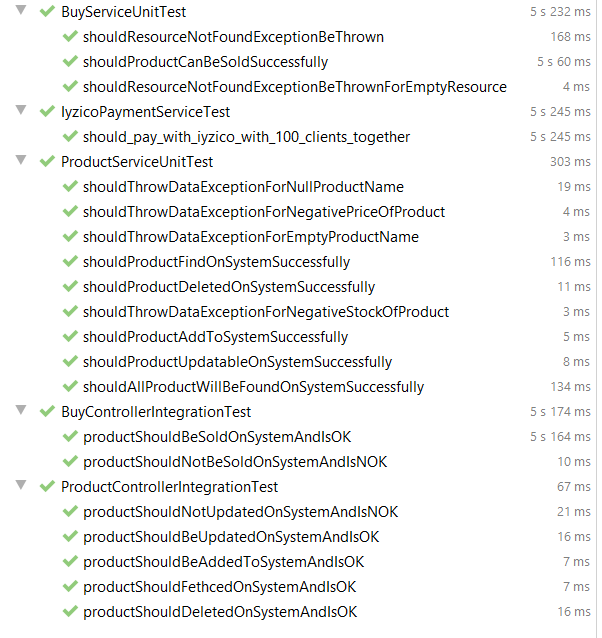 BuyServiceUnitTest 5 s 232 ms
shouldResourceNotFoundExceptionBeThrown 168 ms
shouldProductCanBeSoldSuccessfully 5 s 60 ms
shouldResourceNotFoundExceptionBeThrownForEmptyResource 4 ms
IyzicoPaymentServiceTest 5 s 245 ms
should_pay_with_iyzico_with_100_clients_together 5 s 245 ms
ProductServiceUnitTest 303 ms
shouldThrowDataExceptionForNullProductName 19 ms
shouldThrowDataExceptionForNegativePriceOfProduct 4 ms
shouldThrowDataExceptionForEmptyProductName 3 ms
shouldProductFindOnSystemSuccessfully 116 ms
shouldProductDeletedOnSystemSuccessfully 11 ms
shouldThrowDataExceptionForNegativeStockOfProduct 3 ms
shouldProductAddToSystemSuccessfully 5 ms
shouldProductUpdatableOnSystemSuccessfully 8 ms
shouldAllProductWillBeFoundOnSystemSuccessfully 134 ms
BuyControllerIntegrationTest 5 s 174 ms
productShouldBeSoldOnSystemAndIsOK 5 s 164 ms
productShouldNotBeSoldOnSystemAndIsNOK 10 ms
ProductControllerIntegrationTest 67 ms
productShouldNotUpdatedOnSystemAndIsNOK 21 ms
productShouldBeUpdatedOnSystemAndIsOK 16 ms
productShouldBeAddedToSystemAndIsOK 7 ms
productShouldFethcedOnSystemAndIsOK 7 ms
productShouldDeletedOnSystemAndIsOK 16 ms